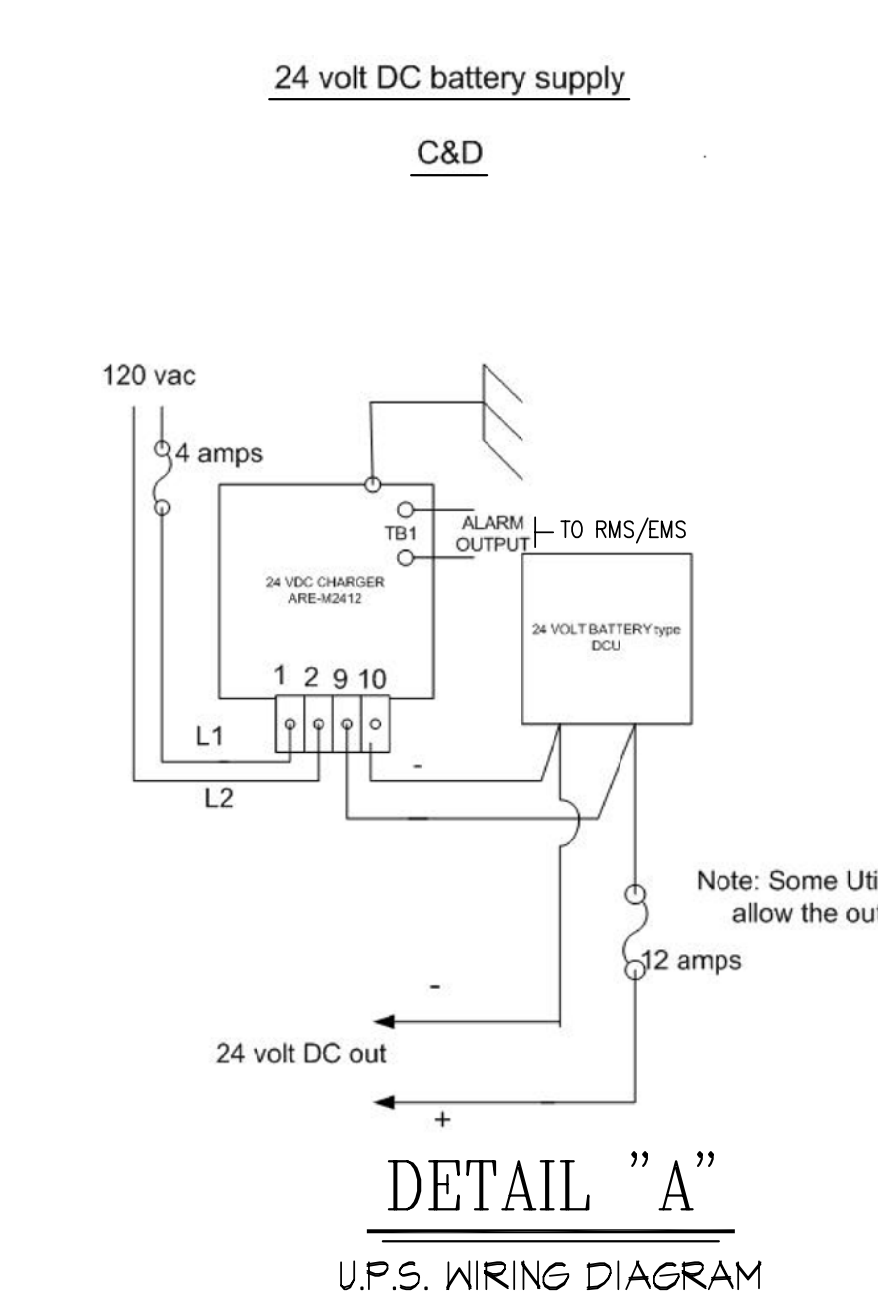 24 volt DC battery supply
C&D
120 vac
4 amps
TB1
ALARM
OUTPUT
TO RMS/EMS
24 VDC CHARGER
ARE-M2412
24 VOLT BATTERY type
DCU
1 2 9 10
L1
-
L2
Note: Some Uti
allow the out
12 amps
-
24 volt DC out
+
DETAIL "A"
U.P.S. WIRING DIAGRAM